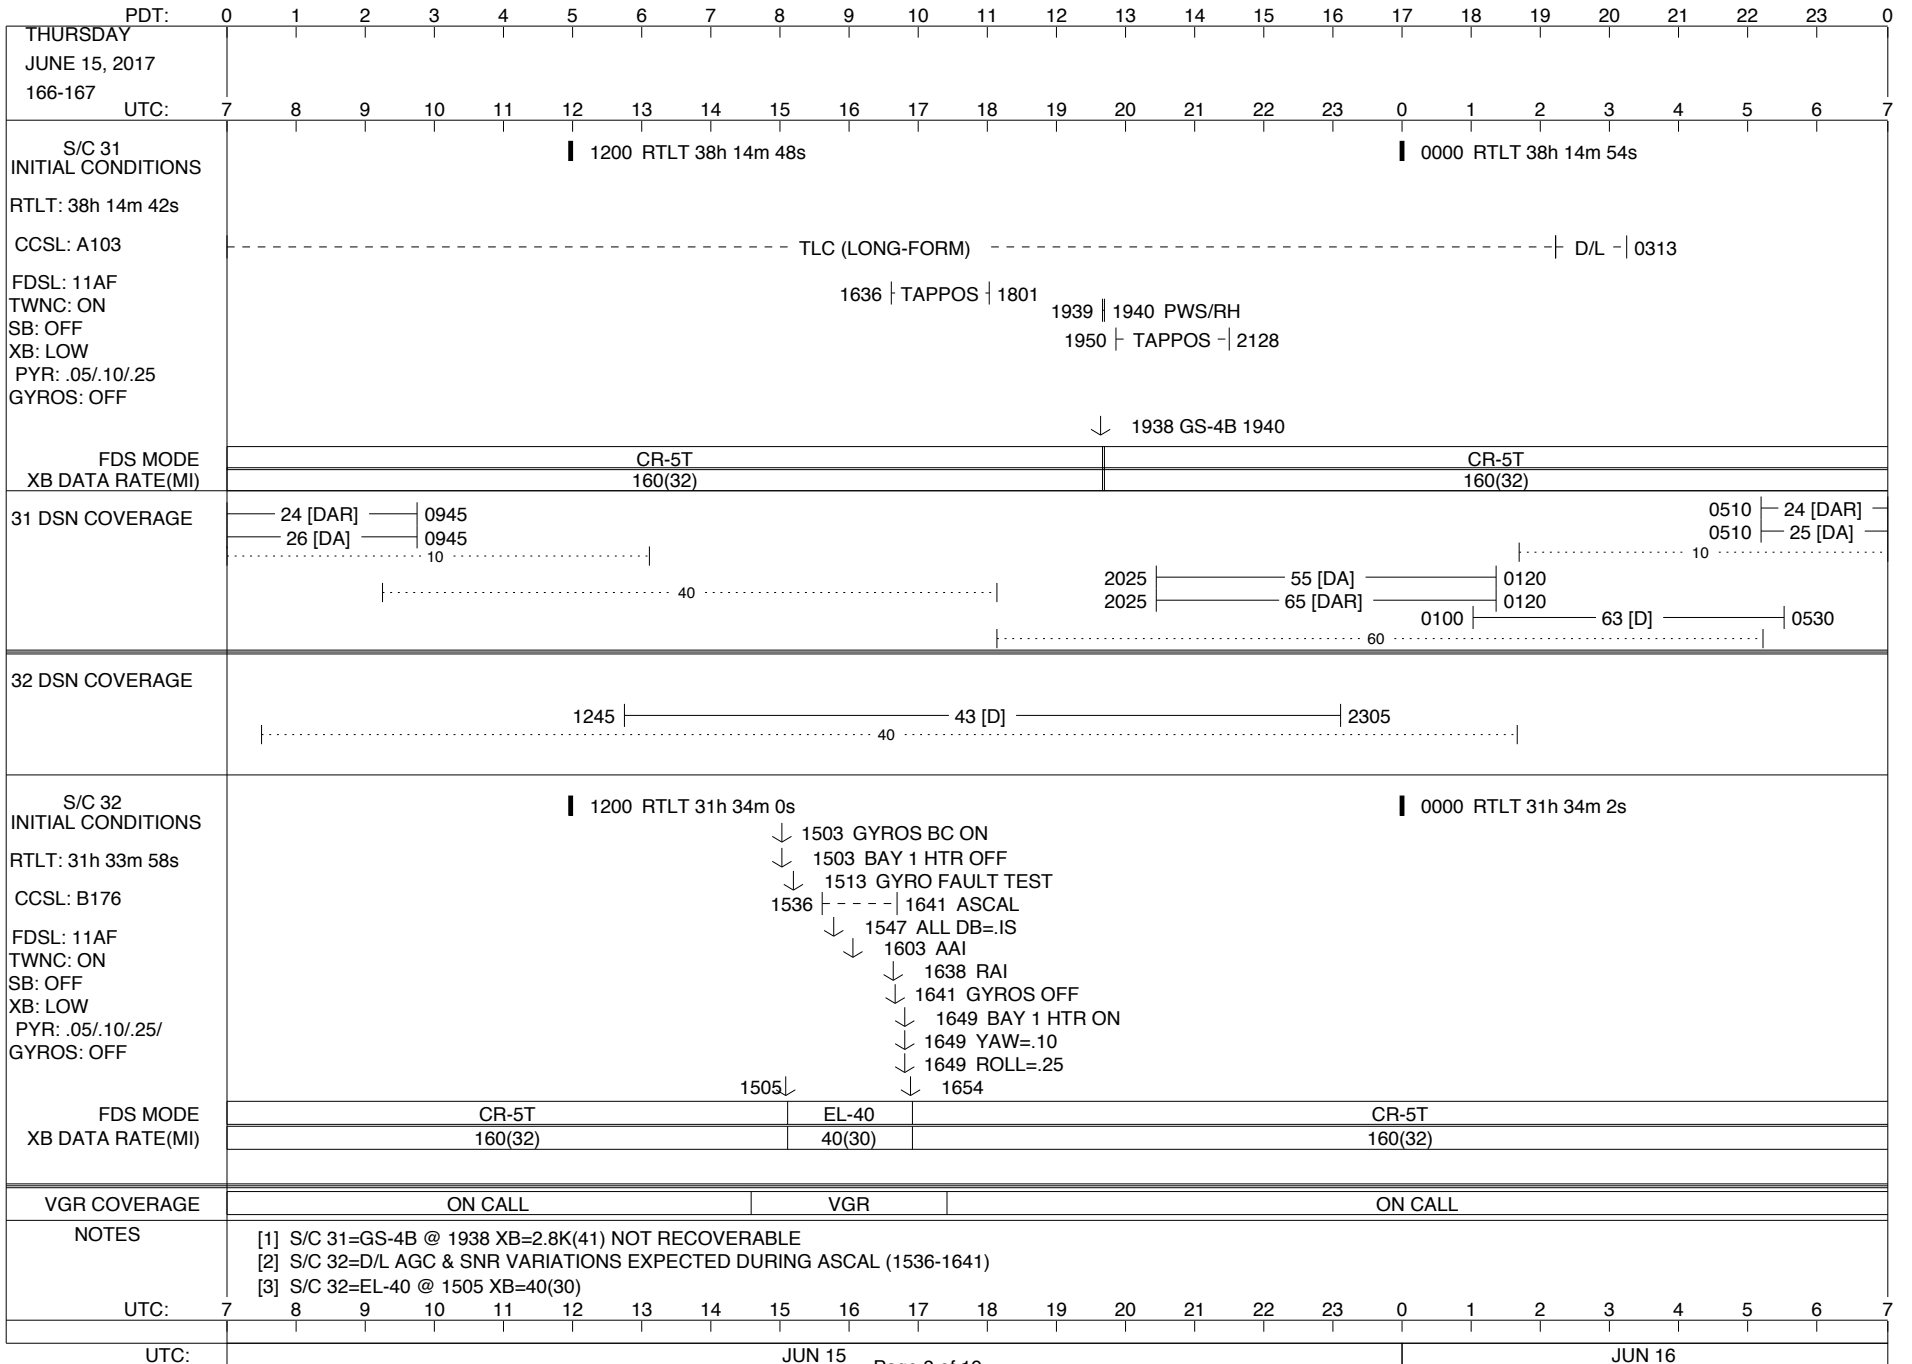 PDT: 0 1 2 3 4 5 6 7 8 9 10 11 12 13 14 15 16 17 18 19 20 21 22 23 0
THURSDAY
JUNE 15, 2017
166-167
UTC: 7 8 9 10 11 12 13 14 15 16 17 18 19 20 21 22 23 0 1 2 3 4 5 6 7
S/C 31
INITIAL CONDITIONS
1200 RTLT 38h 14m 48s
0000 RTLT 38h 14m 54s
RTLT: 38h 14m 42s
CCSL: A103
TLC (LONG-FORM) D/L 0313
FDSL: 11AF
1636 TAPPOS 1801
TWNC: ON
1939 1940 PWS/RH
SB: OFF
1950 TAPPOS 2128
XB: LOW
PYR: .05/.10/.25
GYROS: OFF
1938 GS-4B 1940
FDS MODE CR-5T CR-5T
XB DATA RATE(MI) 160(32) 160(32)
31 DSN COVERAGE
24 [DAR] 0945
0510 24 [DAR]
26 [DA] 0945
0510 25 [DA]
10
10
2025 55 [DA] 0120
40
2025 65 [DAR] 0120
0100 63 [D] 0530
60
32 DSN COVERAGE
1245 43 [D] 2305
40
S/C 32
INITIAL CONDITIONS
1200 RTLT 31h 34m 0s
0000 RTLT 31h 34m 2s
1503 GYROS BC ON
RTLT: 31h 33m 58s
1503 BAY 1 HTR OFF
1513 GYRO FAULT TEST
CCSL: B176
1536 1641 ASCAL
1547 ALL DB=.IS
FDSL: 11AF
1603 AAI
TWNC: ON
1638 RAI
SB: OFF
1641 GYROS OFF
XB: LOW
1649 BAY 1 HTR ON
PYR: .05/.10/.25/
1649 YAW=.10
GYROS: OFF
1649 ROLL=.25
1505 1654
FDS MODE CR-5T EL-40 CR-5T
XB DATA RATE(MI) 160(32) 40(30) 160(32)
VGR COVERAGE ON CALL VGR ON CALL
NOTES
[1] S/C 31=GS-4B @ 1938 XB=2.8K(41) NOT RECOVERABLE
[2] S/C 32=D/L AGC & SNR VARIATIONS EXPECTED DURING ASCAL (1536-1641)
[3] S/C 32=EL-40 @ 1505 XB=40(30)
UTC: 7 8 9 10 11 12 13 14 15 16 17 18 19 20 21 22 23 0 1 2 3 4 5 6 7
UTC: JUN 15 JUN 16